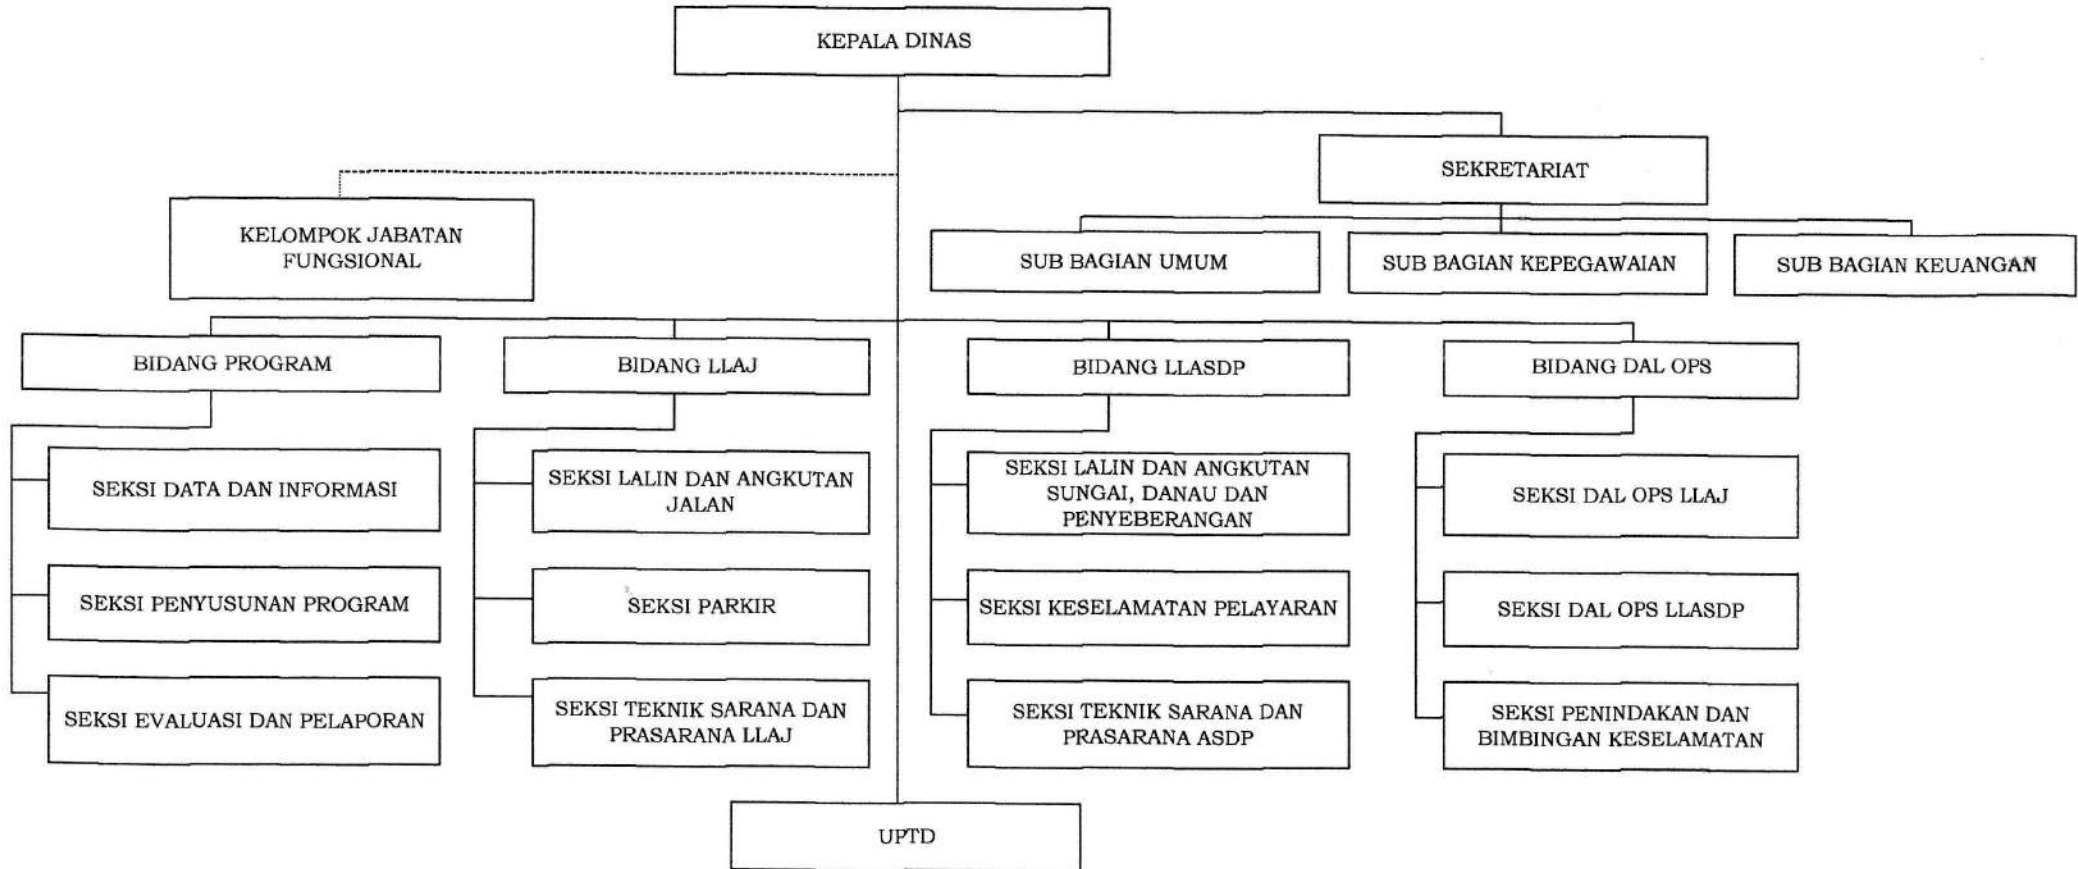 KEPALA DINAS
SEKRETARIAT
KELOMPOK JABATAN
FUNGSIONAL
SUB BAGIAN UMUM
SUB BAGIAN KEPEGAWAIAN
SUB BAGIAN KEUANGAN
BIDANG PROGRAM
BIDANG LLAJ
BIDANG LLASDP
BIDANG DAL OPS
SEKSI DATA DAN INFORMASI
SEKSI LALIN DAN ANGKUTAN
JALAN
SEKSI LALIN DAN ANGKUTAN
SUNGAI, DANAU DAN
PENYEBERANGAN
SEKSI DAL OPS LLAJ
SEKSI PENYUSUNAN PROGRAM
SEKSI PARKIR
SEKSI KESELAMATAN PELAYARAN
SEKSI DAL OPS LLASDP
SEKSI EVALUASI DAN PELAPORAN
SEKSI TEKNIK SARANA DAN
PRASARANA LLAJ
SEKSI TEKNIK SARANA DAN
PRASARANA ASDP
SEKSI PENINDAKAN DAN
BIMBINGAN KESELAMATAN
UPTD